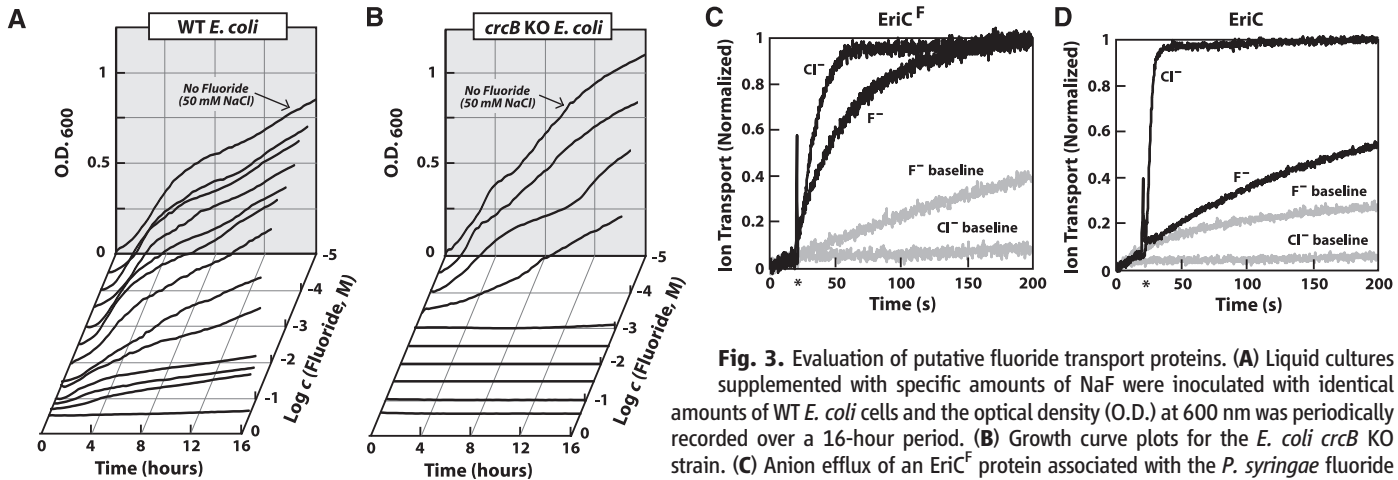 A
WT E. coli
No Fluoride
(50 mM NaCl)
O.D. 600
1
0.5
0
-5
-4
-3
-2
-1
0
Log c (Fluoride, M)
0 4 8 12 16
Time (hours)
B
crcB KO E. coli
No Fluoride
(50 mM NaCl)
O.D. 600
1
0.5
0
-5
-4
-3
-2
-1
0
Log c (Fluoride, M)
0 4 8 12 16
Time (hours)
C
EriC F
Ion Transport (Normalized)
1
0.8
0.6
0.4
0.2
0
Cl−
F−
F− baseline
Cl− baseline
0 * 50 100 150 200
Time (s)
D
EriC
Ion Transport (Normalized)
1
0.8
0.6
0.4
0.2
0
Cl−
F−
F− baseline
Cl− baseline
0 * 50 100 150 200
Time (s)
Fig. 3. Evaluation of putative fluoride transport proteins. (A) Liquid cultures
supplemented with specific amounts of NaF were inoculated with identical
amounts of WT E. coli cells and the optical density (O.D.) at 600 nm was periodically
recorded over a 16-hour period. (B) Growth curve plots for the E. coli crcB KO
strain. (C) Anion efflux of an EriCF protein associated with the P. syringae fluoride